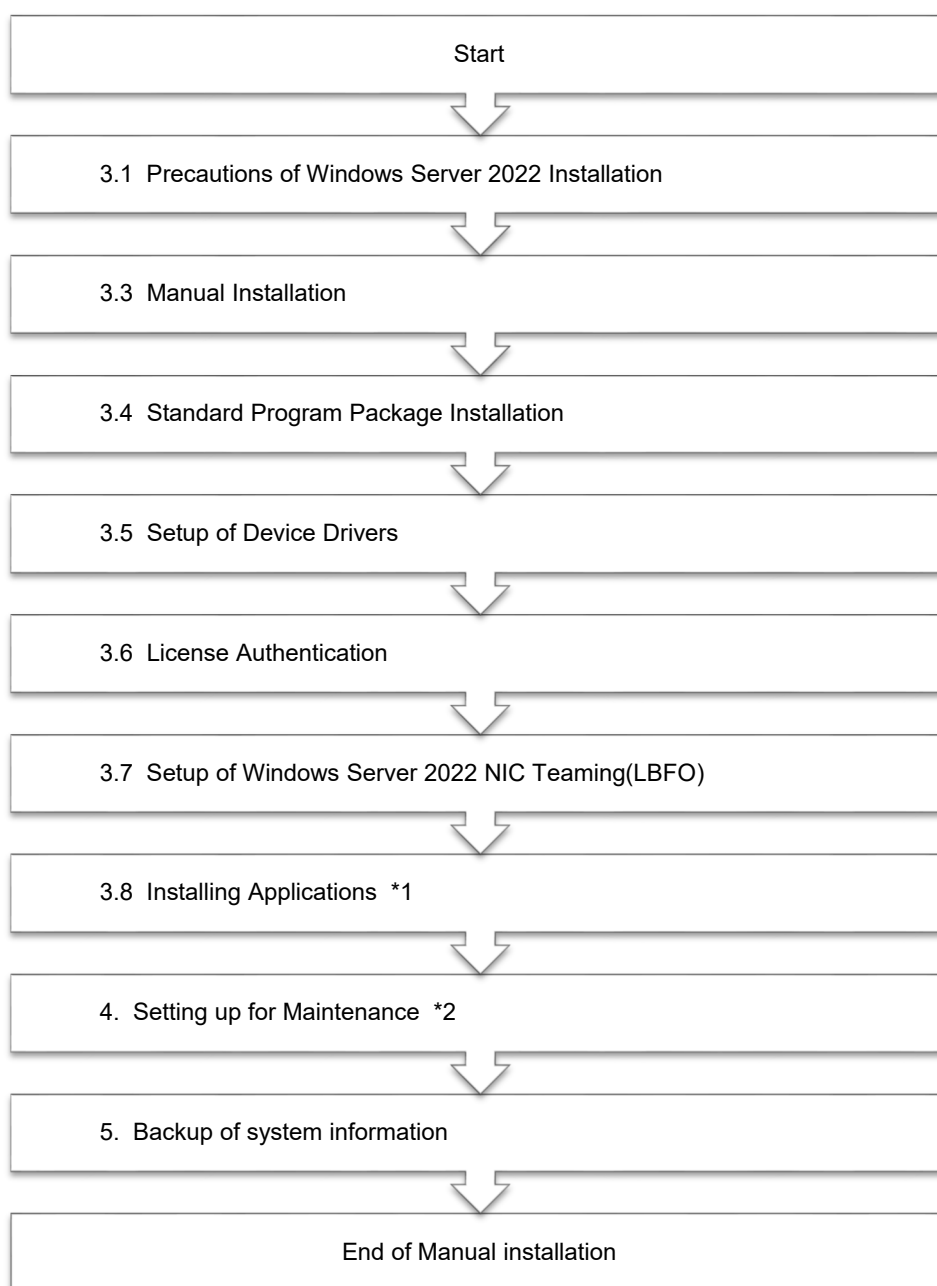 Start
3.1 Precautions of Windows Server 2022 Installation
3.3 Manual Installation
3.4 Standard Program Package Installation
3.5 Setup of Device Drivers
3.6 License Authentication
3.7 Setup of Windows Server 2022 NIC Teaming(LBFO)
3.8 Installing Applications *1
4. Setting up for Maintenance *2
5. Backup of system information
End of Manual installation